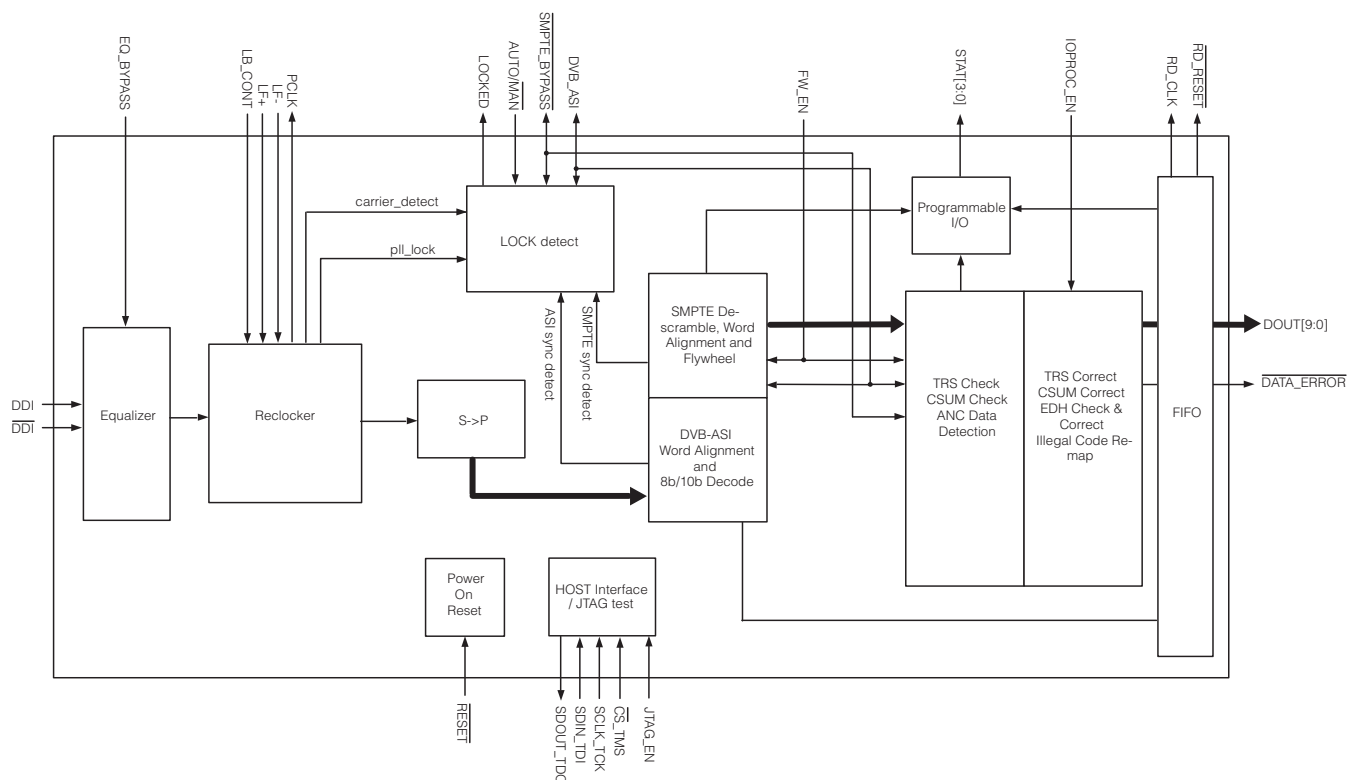 EQ_BYPASS
LB_CONT
LF+
LF-
PCLK
LOCKED
AUTO/MAN
SMPTE_BYPASS
DVB_ASI
FW_EN
STAT[3:0]
IOPROC_EN
RD_CLK
RD_RESET
carrier_detect
pll_lock
LOCK detect
Programmable
I/O
ASI sync detect
SMPTE sync detect
SMPTE De-
scramble, Word
Alignment and
Flywheel
DVB-ASI
Word Alignment
and
8b/10b Decode
TRS Check
CSUM Check
ANC Data
Detection
TRS Correct
CSUM Correct
EDH Check &
Correct
Illegal Code Re-
map
FIFO
DOUT[9:0]
DATA_ERROR
DDI
DDI
Equalizer
Reclocker
S->P
Power
On
Reset
HOST Interface
/ JTAG test
RESET
SDOUT_TDO
SDIN_TDI
SCLK_TCK
CS_TMS
JTAG_EN